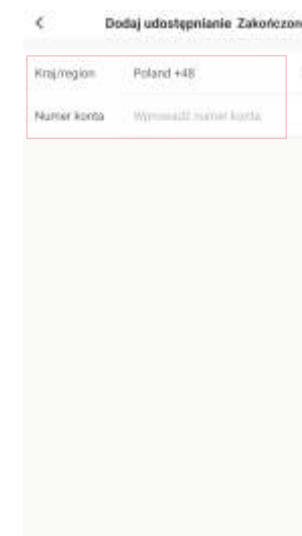 Dodaj udostępnianie Zakończono
Kraj/region Poland +48
Numer konta Wprowadź numer konta